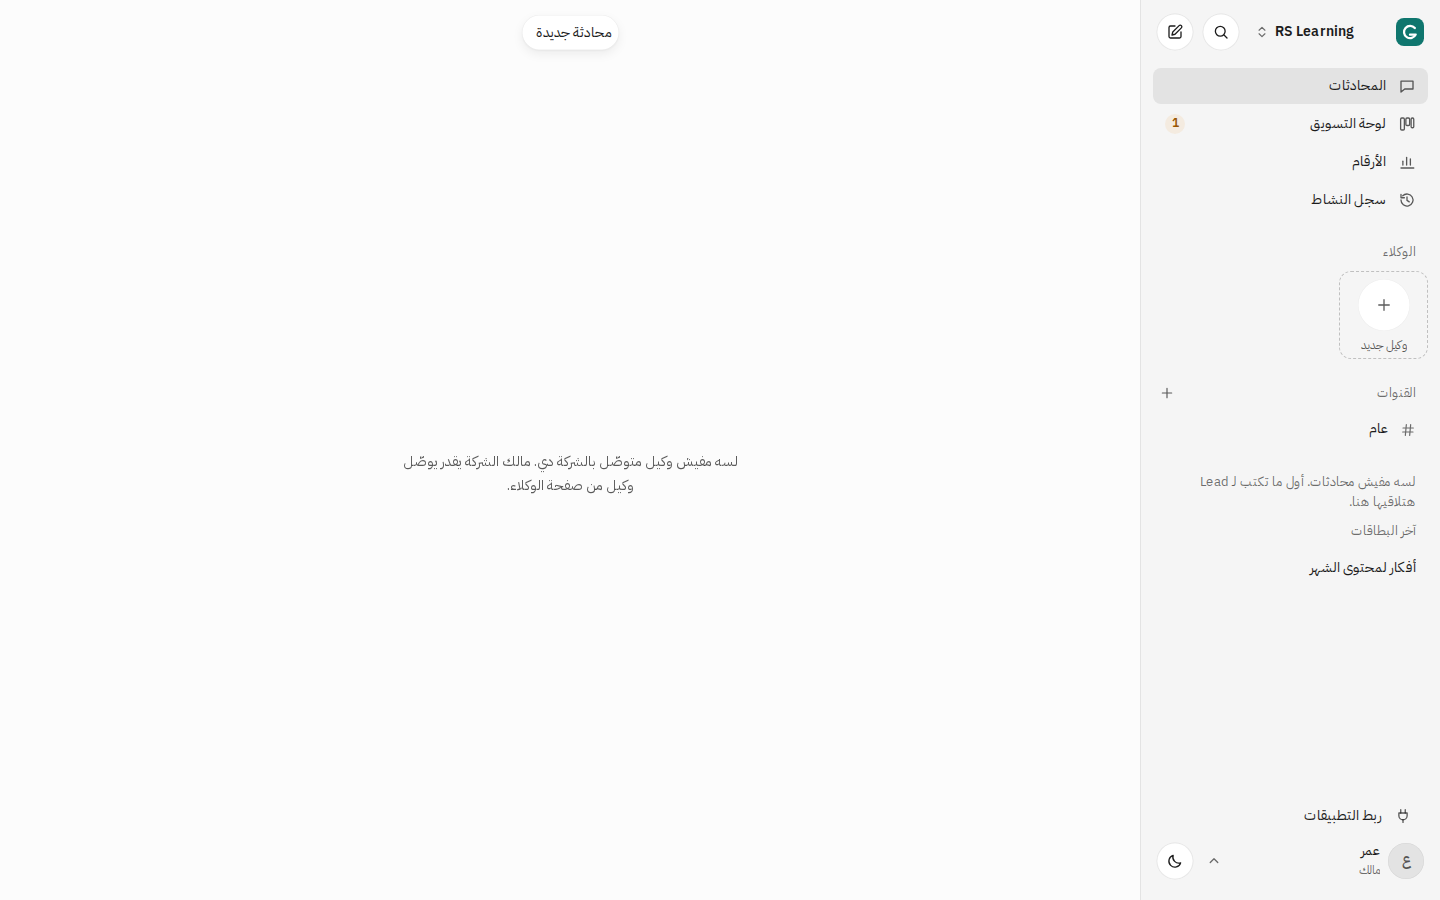 RS Learning
المحادثات
لوحة التسويق
1
الأرقام
سجل النشاط
الوكلاء
وكيل جديد
القنوات
عام
لسه مفيش محادثات. أول ما تكتب لـ Lead
هتلاقيها هنا.
آخر البطاقات
أفكار لمحتوى الشهر
ربط التطبيقات
ع
عمر
مالك
محادثة جديدة
لسه مفيش وكيل متوصّل بالشركة دي. مالك الشركة يقدر يوصّل
وكيل من صفحة الوكلاء.